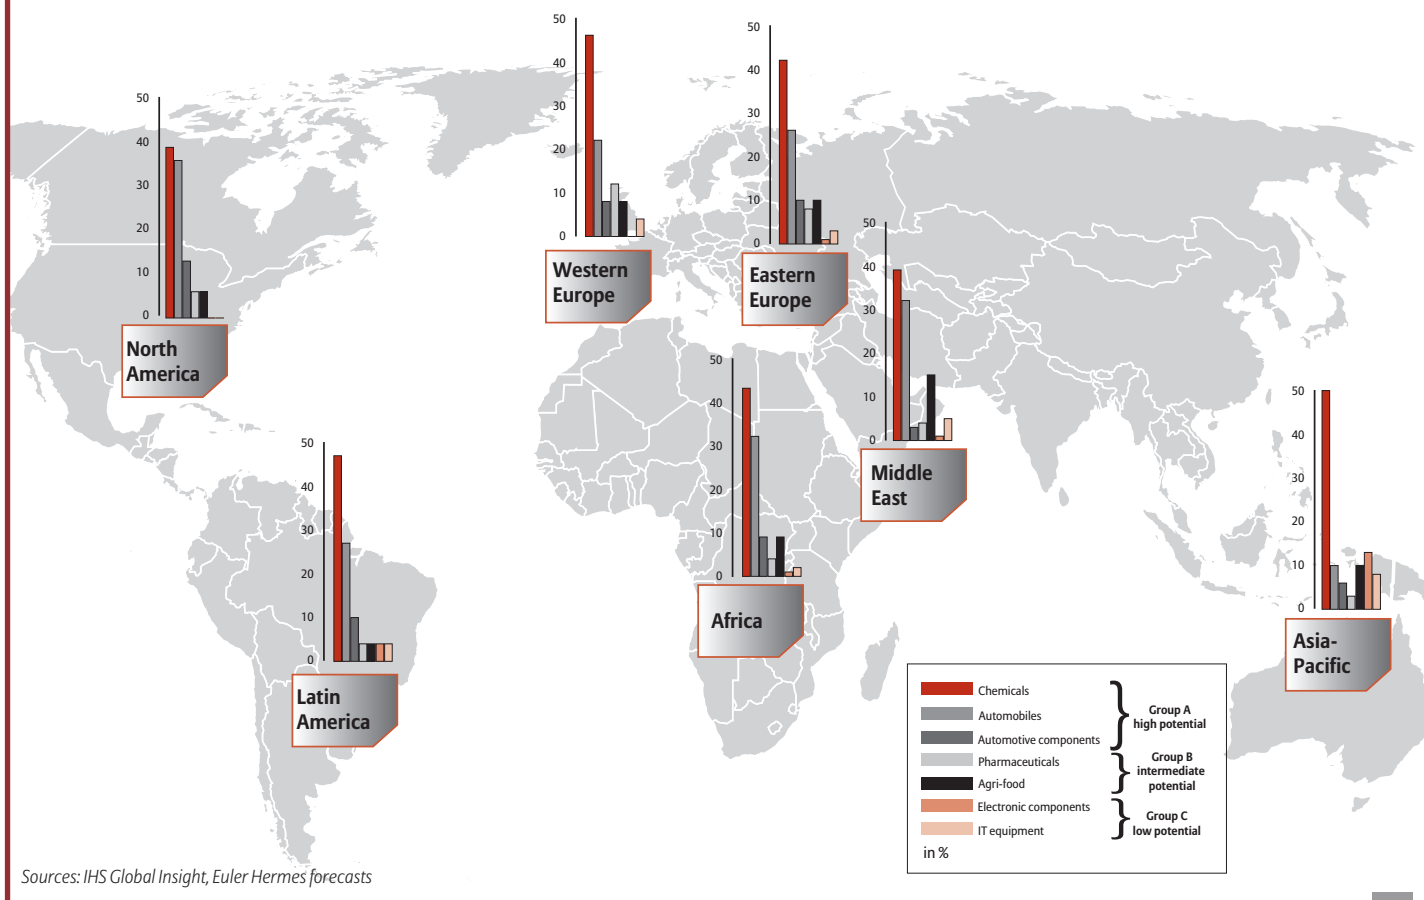 50
40
30
20
10
0
Western
Europe
50
40
30
20
10
0
Eastern
Europe
50
40
30
20
10
0
North
America
50
40
30
20
10
0
Middle
East
50
40
30
20
10
0
Africa
50
40
30
20
10
0
Asia-
Pacific
50
40
30
20
10
0
Latin
America
Chemicals
Automobiles
Automotive components
Pharmaceuticals
Agri-food
Electronic components
IT equipment
in %
Group A
high potential
Group B
intermediate
potential
Group C
low potential
Sources: IHS Global Insight, Euler Hermes forecasts